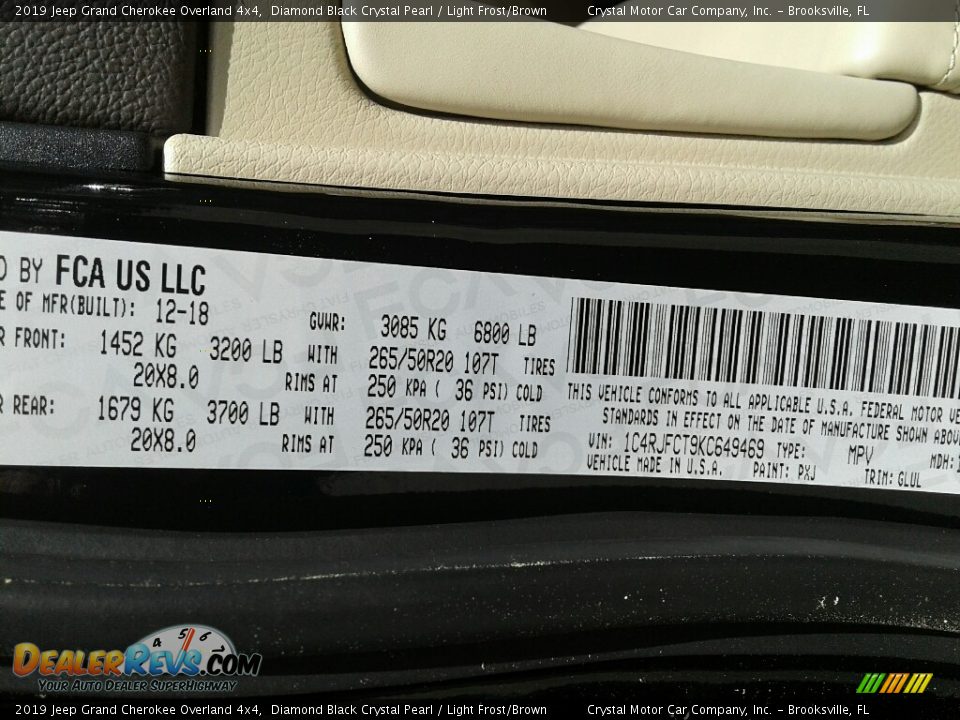 2019 Jeep Grand Cherokee Overland 4x4, Diamond Black Crystal Pearl / Light Frost/Brown Crystal Motor Car Company, Inc. – Brooksville, FL
BY FCA US LLC
OF MFR(BUILT): 12-18
GVWR: 3085 KG 6800 LB
FRONT: 1452 KG 3200 LB WITH 265/50R20 107T TIRES
20X8.0 RIMS AT 250 KPA ( 36 PSI) COLD
REAR: 1679 KG 3700 LB WITH 265/50R20 107T TIRES
20X8.0 RIMS AT 250 KPA ( 36 PSI) COLD
THIS VEHICLE CONFORMS TO ALL APPLICABLE U.S.A. FEDERAL MOTOR
STANDARDS IN EFFECT ON THE DATE OF MANUFACTURE SHOWN
VIN: 1C4RJFCT9KC649469 TYPE: MPV MDH:
VEHICLE MADE IN U.S.A. PAINT: PXJ TRIM: GLUL
4 5 6
DealerRevs.com
Your Auto Dealer SuperHighway
2019 Jeep Grand Cherokee Overland 4x4, Diamond Black Crystal Pearl / Light Frost/Brown Crystal Motor Car Company, Inc. – Brooksville, FL